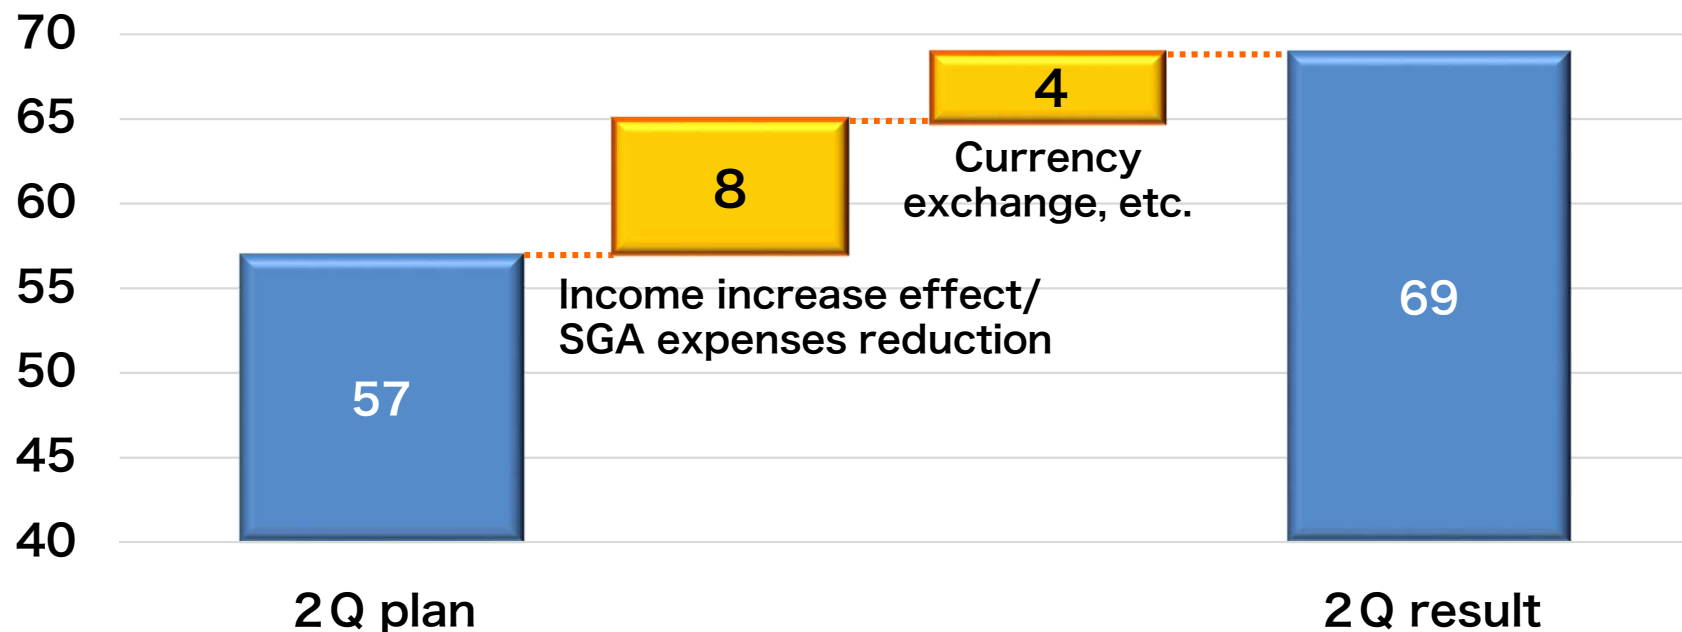 70
65
60
55
50
45
40
57
8
Income increase effect/
SGA expenses reduction
4
Currency
exchange, etc.
69
2Q plan
2Q result